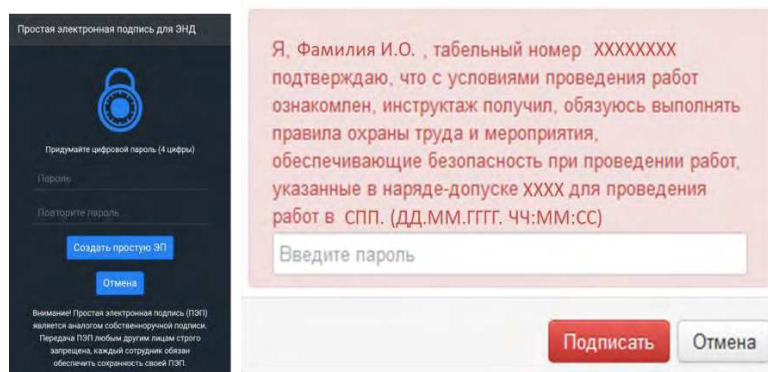 Простая электронная подпись для ЭНД
Придумайте цифровой пароль (4 цифры)
Пароль
Повторите пароль
Создать простую ЭП
Отмена
Внимание! Простая электронная подпись (ПЭП)
является аналогом собственноручной подписи.
Передача ПЭП любым другим лицам строго
запрещена, каждый сотрудник обязан
обеспечить сохранность своей ПЭП.
Я, Фамилия И.О. , табельный номер XXXXXXXX
подтверждаю, что с условиями проведения работ
ознакомлен, инструктаж получил, обязуюсь выполнять
правила охраны труда и мероприятия,
обеспечивающие безопасность при проведении работ,
указанные в наряде-допуске XXXX для проведения
работ в СПП. (ДД.ММ.ГГГГ. ЧЧ:ММ:СС)
Введите пароль
Подписать
Отмена